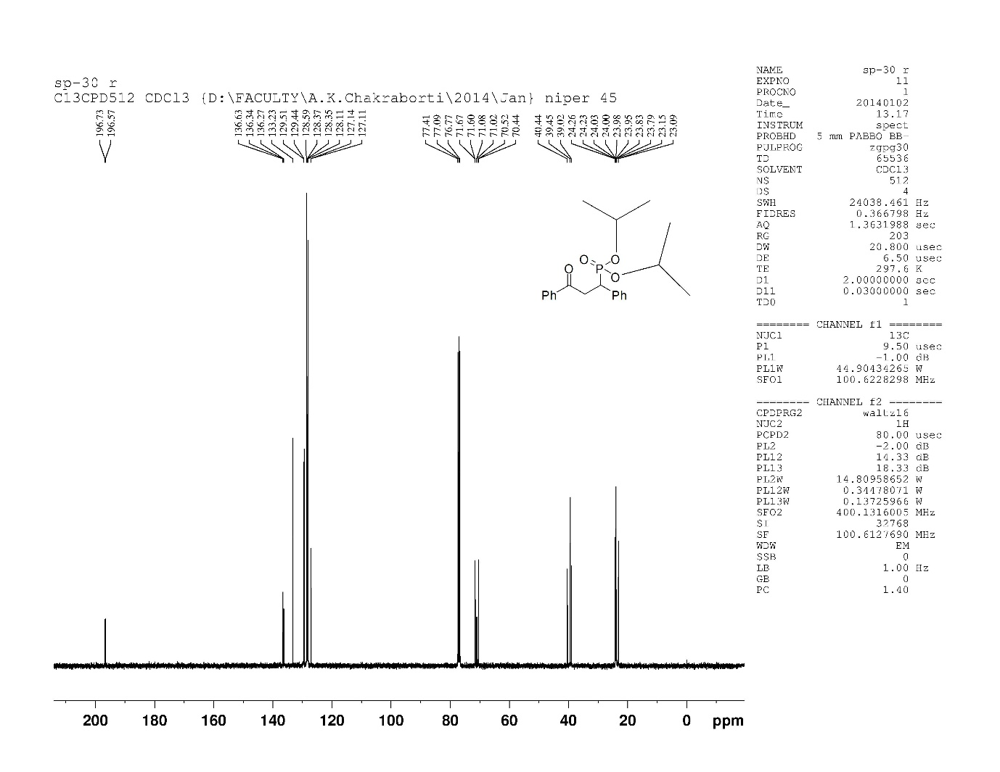 sp-30 r
C13CPD512 CDCl3 {D:\FACULTY\A.K.Chakraborti\2014\Jan} niper 45
196.73
196.57
136.63
136.34
136.27
133.23
129.51
129.44
128.59
128.37
128.35
128.11
127.14
127.11
77.41
77.09
76.77
71.67
71.60
71.08
71.02
70.52
70.44
40.44
39.45
39.02
24.26
24.23
24.03
24.00
23.98
23.95
23.83
23.79
23.15
23.09
O
O
P
O
O
Ph
Ph
200 180 160 140 120 100 80 60 40 20 0 ppm
NAME sp-30 r
EXPNO 11
PROCNO 1
Date_ 20140102
Time 13.17
INSTRUM spect
PROBHD 5 mm PABBO BB-
PULPROG zgpg30
TD 65536
SOLVENT CDCl3
NS 512
DS 4
SWH 24038.461 Hz
FIDRES 0.366798 Hz
AQ 1.3631988 sec
RG 203
DW 20.800 usec
DE 6.50 usec
TE 297.6 K
D1 2.00000000 sec
D11 0.03000000 sec
TD0 1
======== CHANNEL f1 ========
NUC1 13C
P1 9.50 usec
PL1 -1.00 dB
PL1W 44.90434265 W
SFO1 100.6228298 MHz
======== CHANNEL f2 ========
CPDPRG2 waltz16
NUC2 1H
PCPD2 80.00 usec
PL2 -2.00 dB
PL12 14.33 dB
PL13 18.33 dB
PL2W 14.80958652 W
PL12W 0.34478071 W
PL13W 0.13725966 W
SFO2 400.1316005 MHz
SI 32768
SF 100.6127690 MHz
WDW EM
SSB 0
LB 1.00 Hz
GB 0
PC 1.40